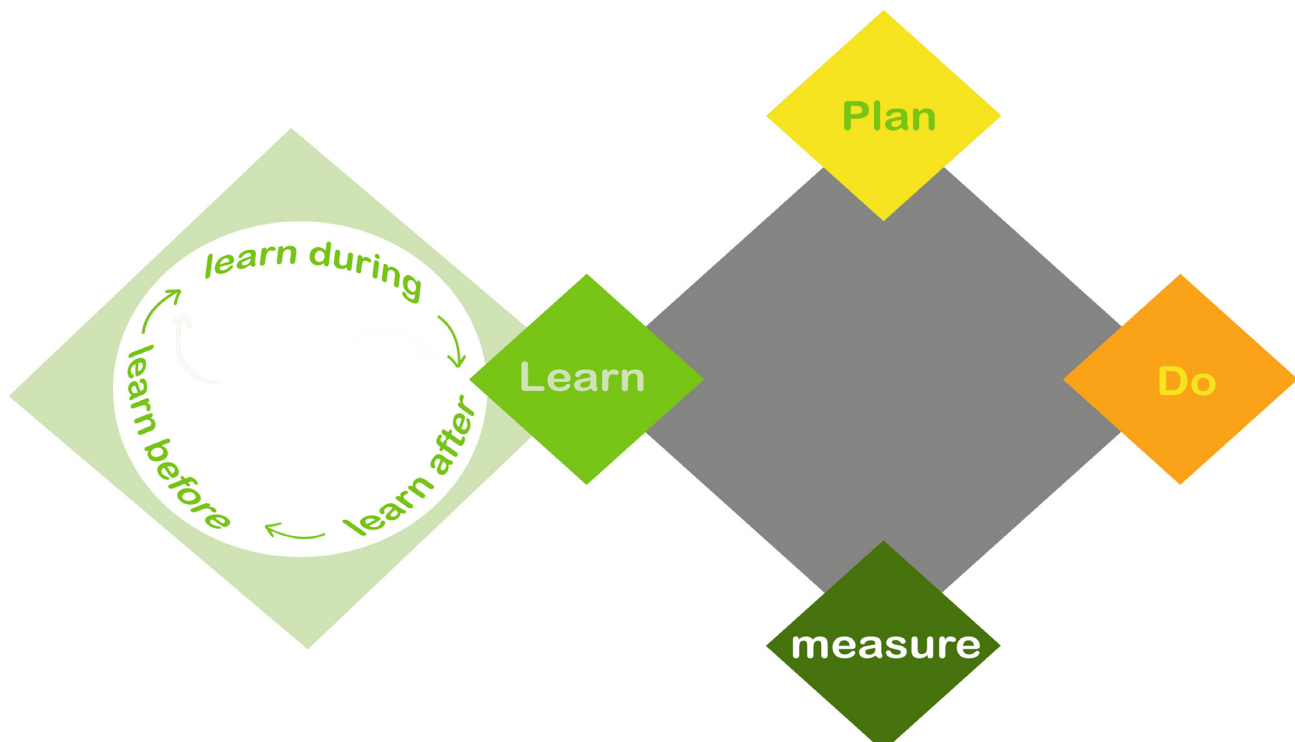 Plan
learn during
learn before
learn after
Learn
Do
measure